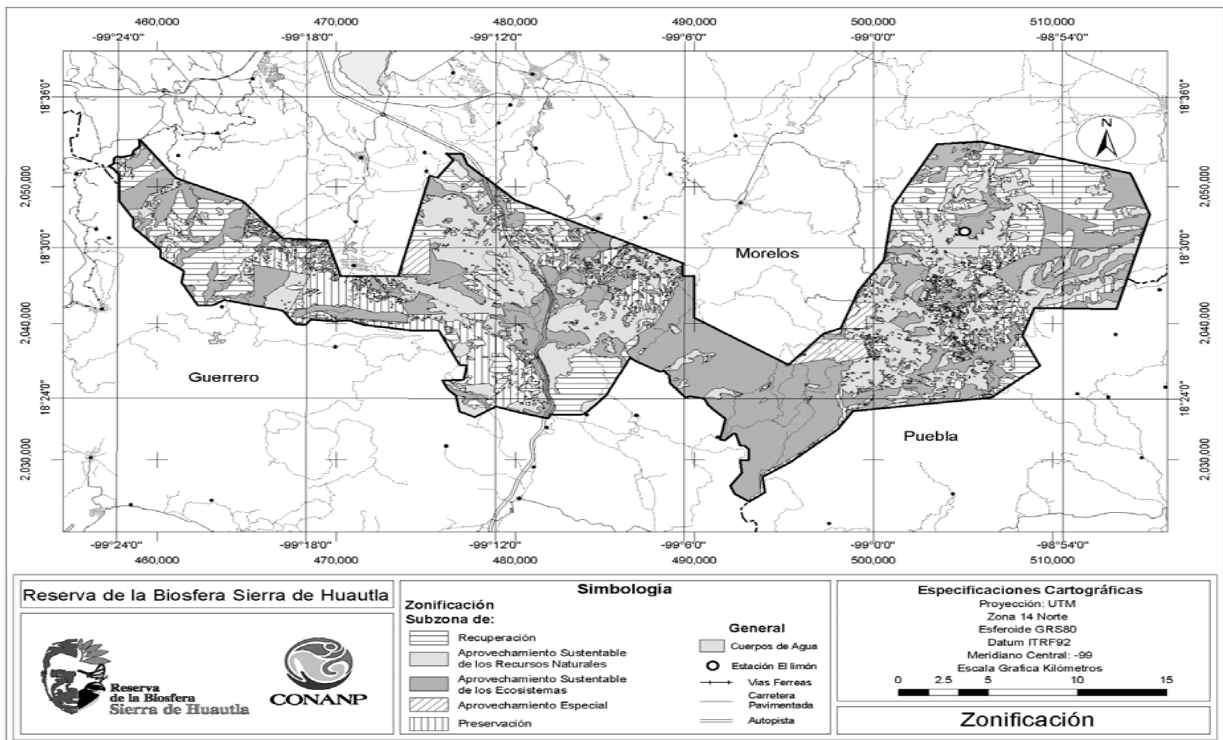 460,000 470,000 480,000 490,000 500,000 510,000
-99°24'0" -99°18'0" -99°12'0" -99°6'0" -99°0'0" -98°54'0"
18°36'0" 18°36'0"
2,050,000 2,050,000
18°30'0" 18°30'0"
2,040,000 2,040,000
18°24'0" 18°24'0"
2,030,000 2,030,000
N
Morelos
Guerrero
Puebla
-99°24'0" -99°18'0" -99°12'0" -99°6'0" -99°0'0" -98°54'0"
460,000 470,000 480,000 490,000 500,000 510,000
Reserva de la Biosfera Sierra de Huautla
Reserva
de la Biosfera
Sierra de Huautla
CONANP
Simbología
Zonificación
Subzona de:
Recuperación
Aprovechamiento Sustentable
de los Recursos Naturales
Aprovechamiento Sustentable
de los Ecosistemas
Aprovechamiento Especial
Preservación
General
Cuerpos de Agua
Estación El limón
Vias Ferreas
Carretera
Pavimentada
Autopista
Especificaciones Cartográficas
Proyección: UTM
Zona 14 Norte
Esferoide GRS80
Datum ITRF92
Meridiano Central: -99
Escala Grafica Kilómetros
0 2.5 5 10 15
Zonificación